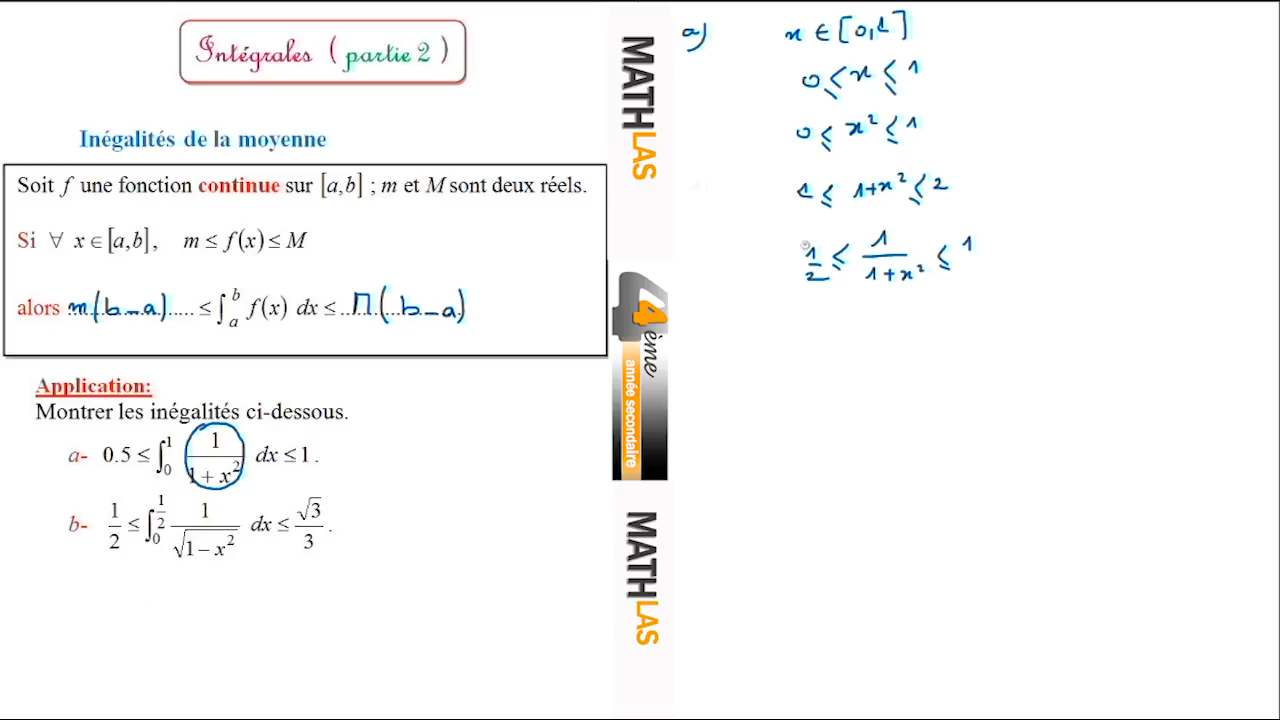 Intégrales ( partie 2 )
Inégalités de la moyenne
Soit f une fonction continue sur [a,b] ; m et M sont deux réels.
Si ∀ x ∈ [a,b], m ≤ f(x) ≤ M
alors m(b-a) ≤ ∫_a^b f(x) dx ≤ M(b-a)
Application:
Montrer les inégalités ci-dessous.
a- 0.5 ≤ ∫_0^1 1/(1+x²) dx ≤ 1 .
b- 1/2 ≤ ∫_0^{1/2} 1/√(1-x²) dx ≤ √3/3 .
MATHLAS
4ème
année secondaire
MATHLAS
a) x ∈ [0,1]
0 ≤ x ≤ 1
0 ≤ x² ≤ 1
1 ≤ 1+x² ≤ 2
1/2 ≤ 1/(1+x²) ≤ 1